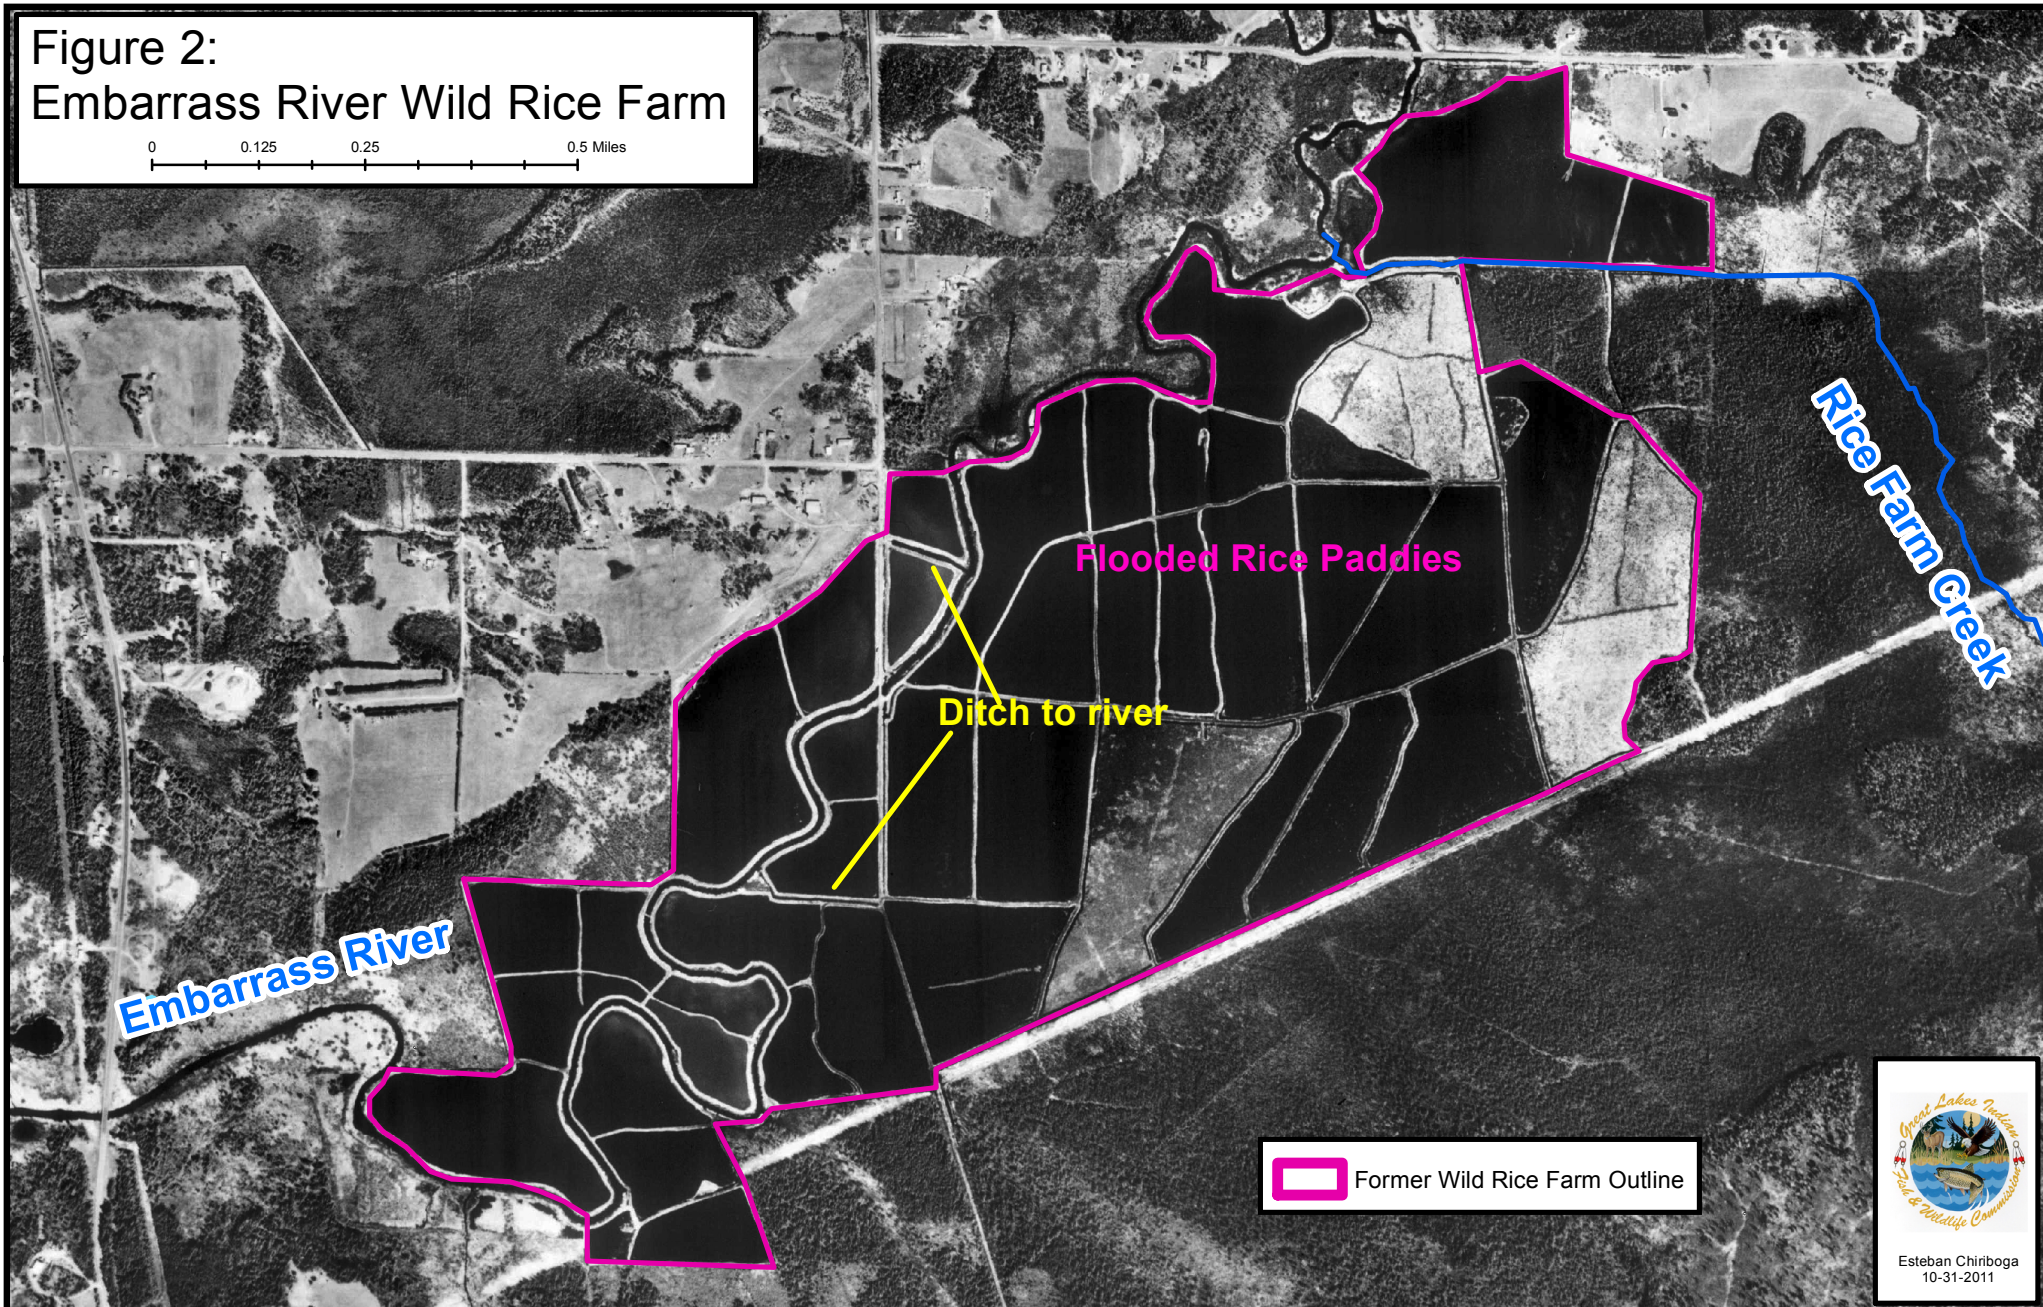 Figure 2:
Embarrass River Wild Rice Farm
0 0.125 0.25 0.5 Miles
Rice Farm Creek
Flooded Rice Paddies
Ditch to river
Embarrass River
Former Wild Rice Farm Outline
Great Lakes Indian
Fish & Wildlife Commission
Esteban Chiriboga
10-31-2011